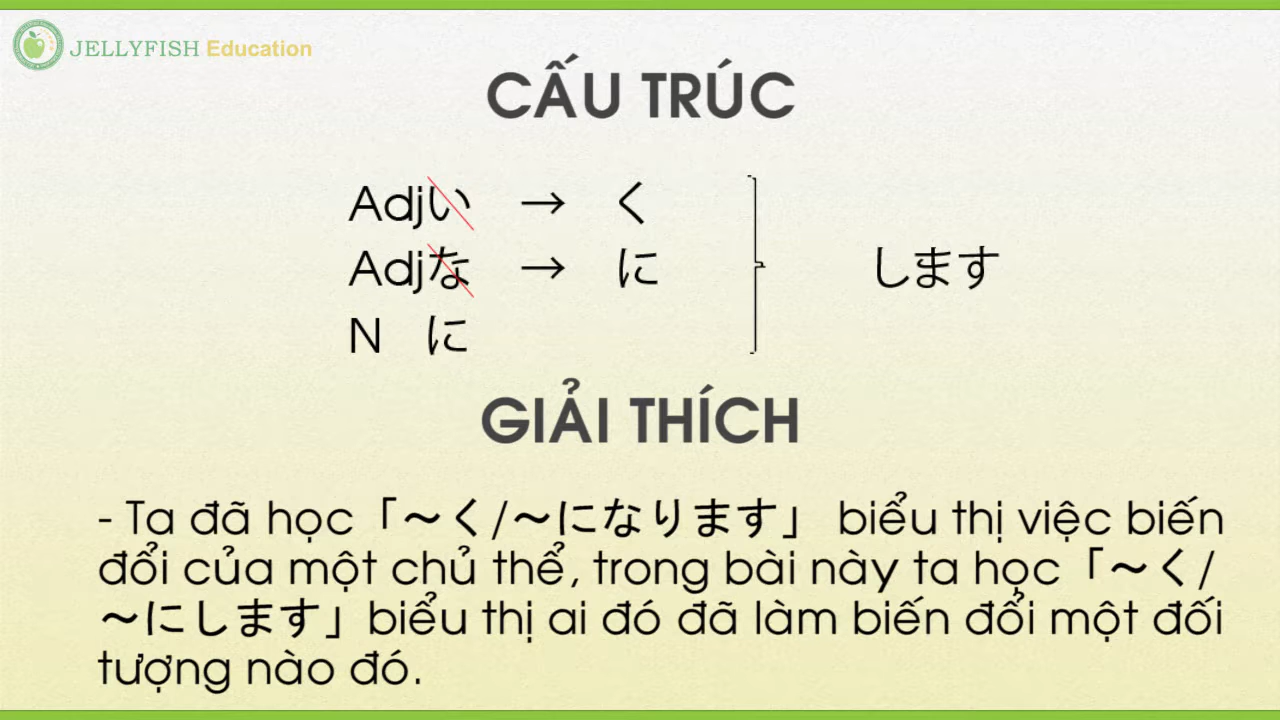 JELLYFISH Education
CẤU TRÚC
Adjい → く
Adjな → に
N に
} します
GIẢI THÍCH
- Ta đã học「~く/~になります」 biểu thị việc biến
đổi của một chủ thể, trong bài này ta học「~く/
~にします」biểu thị ai đó đã làm biến đổi một đối
tượng nào đó.